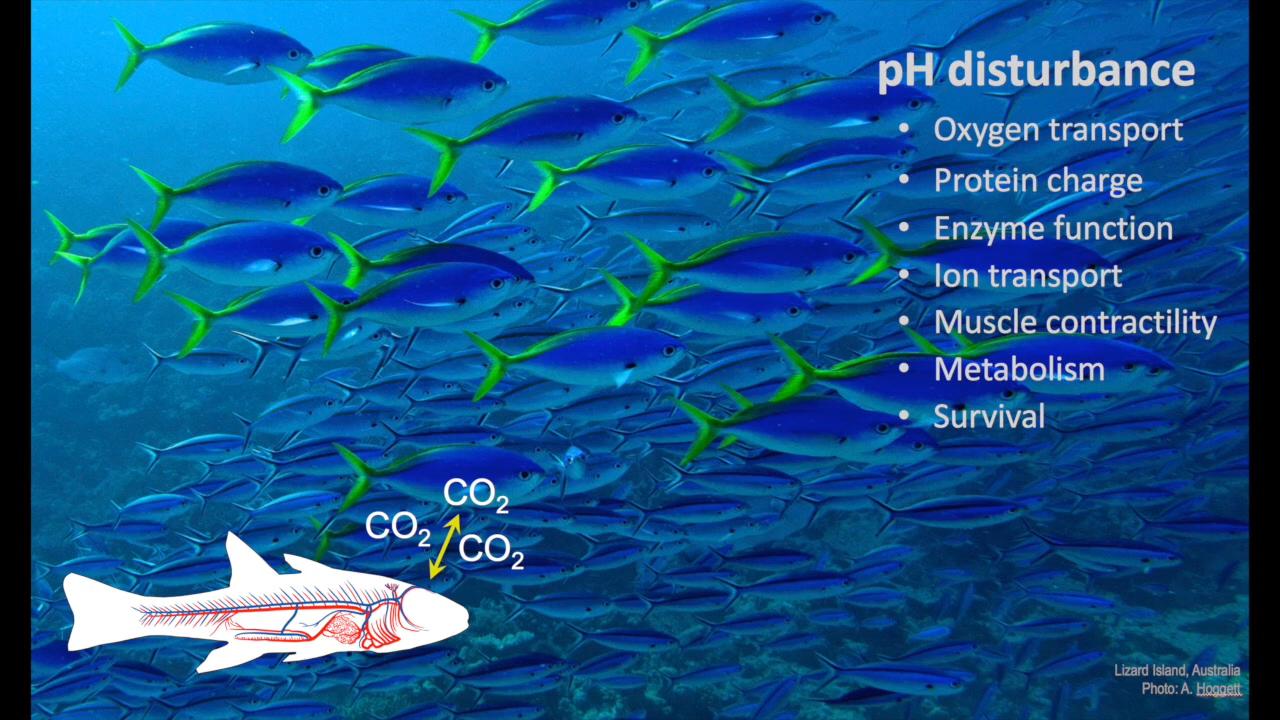 pH disturbance
• Oxygen transport
• Protein charge
• Enzyme function
• Ion transport
• Muscle contractility
• Metabolism
• Survival
CO₂
CO₂
CO₂
Lizard Island, Australia
Photo: A. Hoggett